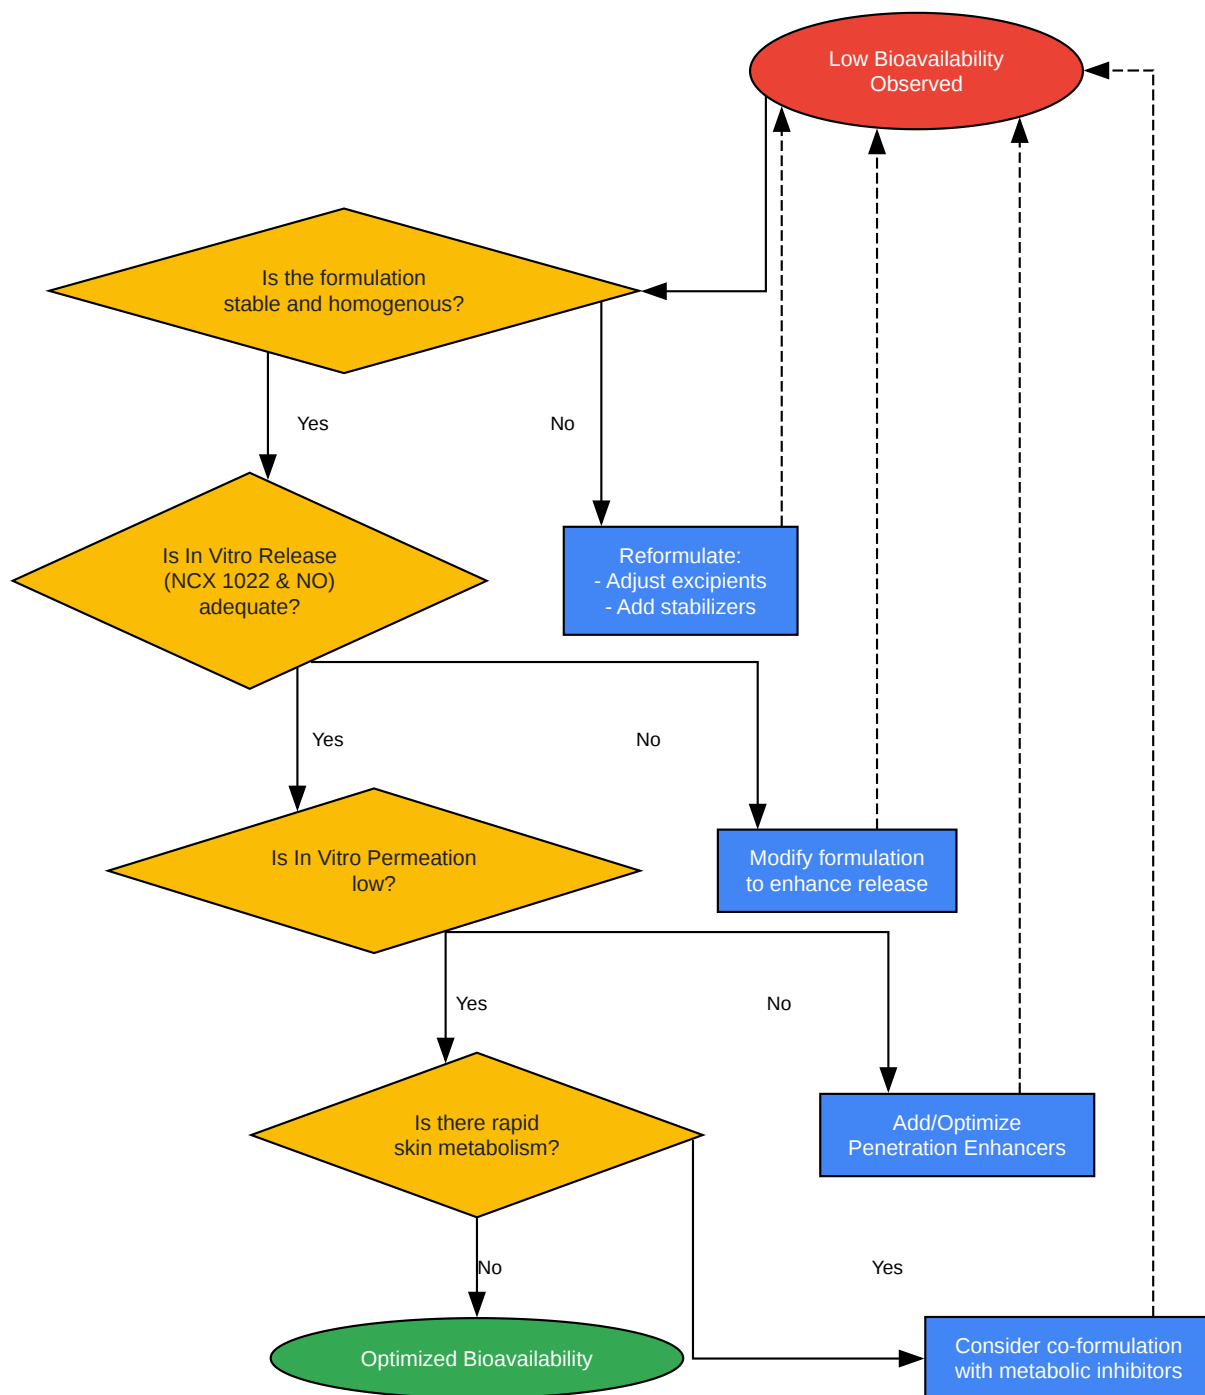 Low Bioavailability
Observed
Is the formulation
stable and homogenous?
Yes
No
Is In Vitro Release
(NCX 1022 & NO)
adequate?
Reformulate:
- Adjust excipients
- Add stabilizers
Yes
No
Is In Vitro Permeation
low?
Modify formulation
to enhance release
Yes
No
Is there rapid
skin metabolism?
Add/Optimize
Penetration Enhancers
No
Yes
Optimized Bioavailability
Consider co-formulation
with metabolic inhibitors